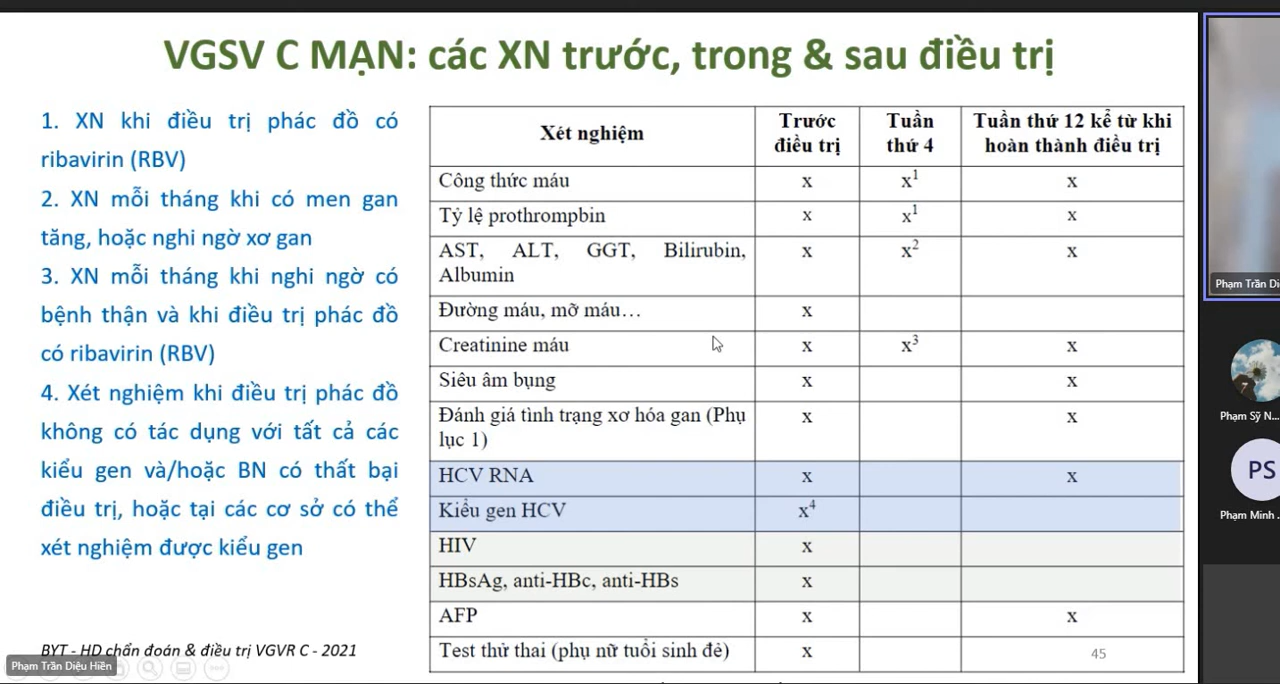 VGSV C MẠN: các XN trước, trong & sau điều trị
1. XN khi điều trị phác đồ có
ribavirin (RBV)
2. XN mỗi tháng khi có men gan
tăng, hoặc nghi ngờ xơ gan
3. XN mỗi tháng khi nghi ngờ có
bệnh thận và khi điều trị phác đồ
có ribavirin (RBV)
4. Xét nghiệm khi điều trị phác đồ
không có tác dụng với tất cả các
kiểu gen và/hoặc BN có thất bại
điều trị, hoặc tại các cơ sở có thể
xét nghiệm được kiểu gen
BYT - HD chẩn đoán & điều trị VGVR C - 2021
Phạm Trần Diệu Hiền
Xét nghiệm Trước điều trị Tuần thứ 4 Tuần thứ 12 kể từ khi hoàn thành điều trị
Công thức máu x x¹ x
Tỷ lệ prothrompbin x x¹ x
AST, ALT, GGT, Bilirubin,
Albumin x x² x
Đường máu, mỡ máu… x
Creatinine máu x x³ x
Siêu âm bụng x x
Đánh giá tình trạng xơ hóa gan (Phụ
lục 1) x x
HCV RNA x x
Kiểu gen HCV x⁴
HIV x
HBsAg, anti-HBc, anti-HBs x
AFP x x
Test thử thai (phụ nữ tuổi sinh đẻ) x
45
Phạm Trần Di
Phạm Sỹ N...
PS
Phạm Minh .